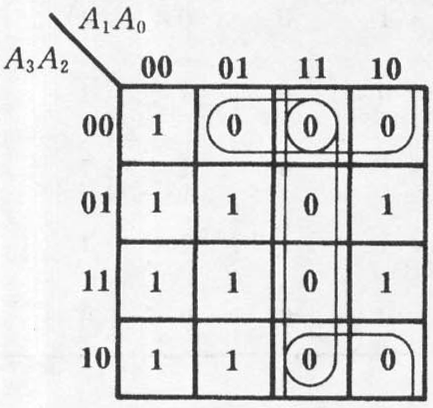 A₁A₀
A₃A₂
00 01 11 10
00 1 0 0 0
01 1 1 0 1
11 1 1 0 1
10 1 1 0 0